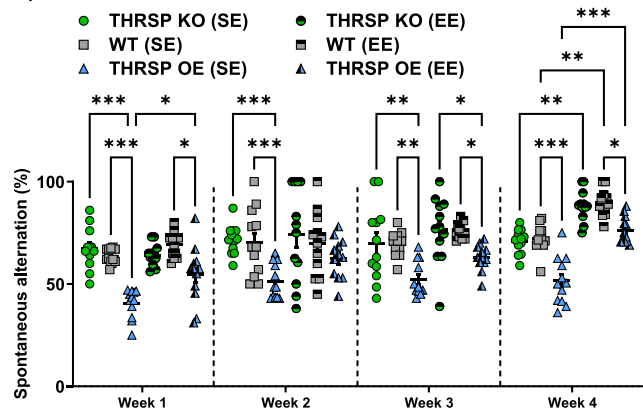 THRSP KO (SE) THRSP KO (EE)
WT (SE) WT (EE)
THRSP OE (SE) THRSP OE (EE)
***
**
*** * *** ** * **
*** * *** ** * *** *
Spontaneous alternation (%)
100
50
0
Week 1 Week 2 Week 3 Week 4